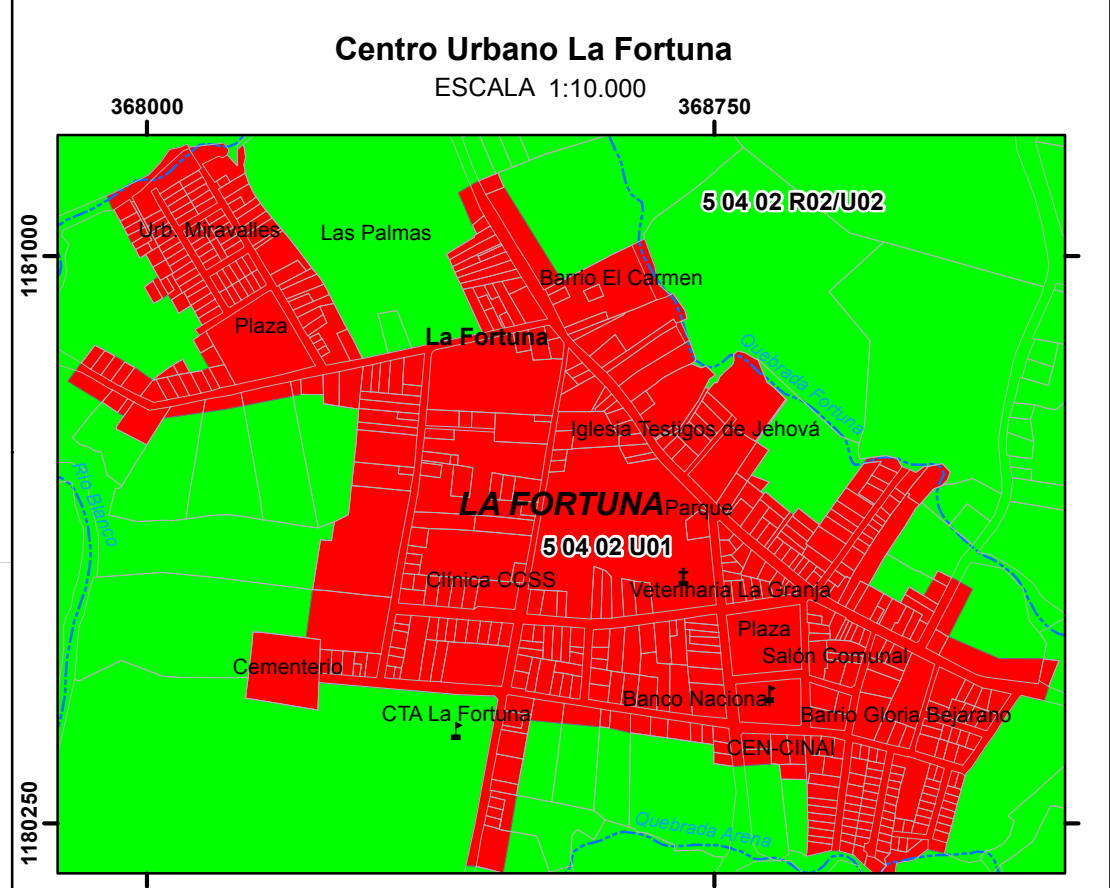 Centro Urbano La Fortuna
ESCALA 1:10.000
368000
368750
5 04 02 R02/U02
Urb. Miravalles
Las Palmas
1181000
Barrio El Carmen
Plaza
La Fortuna
Quebrada Fortuna
Iglesia Testigos de Jehová
Río Blanco
LA FORTUNA
Parque
5 04 02 U01
Clínica CCSS
Veterinaria La Granja
Plaza
Salón Comunal
Cementerio
Banco Nacional
CTA La Fortuna
Barrio Gloria Bejarano
CEN-CINAI
1180250
Quebrada Arena